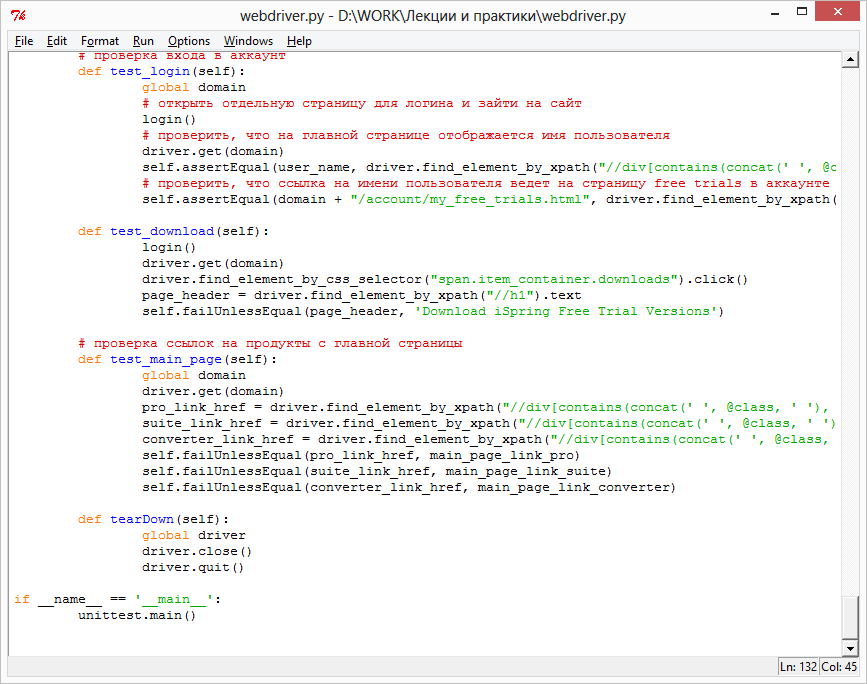 webdriver.py - D:\WORK\Лекции и практики\webdriver.py
File Edit Format Run Options Windows Help
# проверка входа в аккаунт
def test_login(self):
global domain
# открыть отдельную страницу для логина и зайти на сайт
login()
# проверить, что на главной странице отображается имя пользователя
driver.get(domain)
self.assertEqual(user_name, driver.find_element_by_xpath("//div[contains(concat(' ', @c
# проверить, что ссылка на имени пользователя ведет на страницу free trials в аккаунте
self.assertEqual(domain + "/account/my_free_trials.html", driver.find_element_by_xpath(
def test_download(self):
login()
driver.get(domain)
driver.find_element_by_css_selector("span.item_container.downloads").click()
page_header = driver.find_element_by_xpath("//h1").text
self.failUnlessEqual(page_header, 'Download iSpring Free Trial Versions')
# проверка ссылок на продукты с главной страницы
def test_main_page(self):
global domain
driver.get(domain)
pro_link_href = driver.find_element_by_xpath("//div[contains(concat(' ', @class, ' '),
suite_link_href = driver.find_element_by_xpath("//div[contains(concat(' ', @class, ' ')
converter_link_href = driver.find_element_by_xpath("//div[contains(concat(' ', @class,
self.failUnlessEqual(pro_link_href, main_page_link_pro)
self.failUnlessEqual(suite_link_href, main_page_link_suite)
self.failUnlessEqual(converter_link_href, main_page_link_converter)
def tearDown(self):
global driver
driver.close()
driver.quit()
if __name__ == '__main__':
unittest.main()
Ln: 132 Col: 45